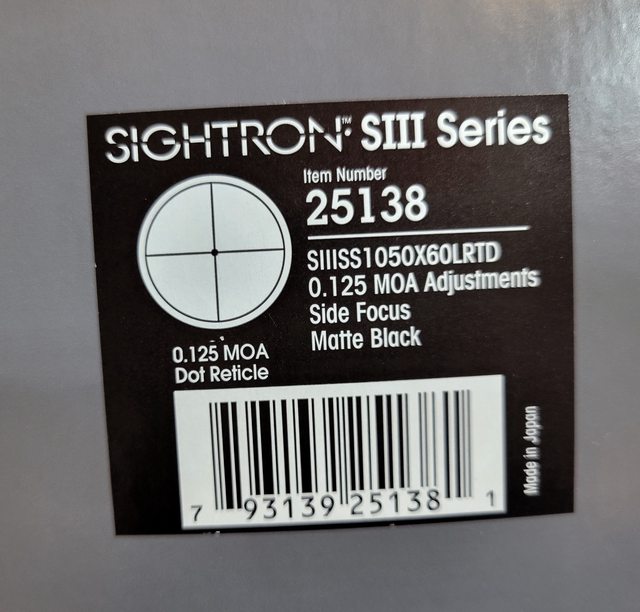 SIGHTRON™ SIII Series
Item Number
25138
SIIISS1050X60LRTD
0.125 MOA Adjustments
Side Focus
Matte Black
0.125 MOA
Dot Reticle
7 93139 25138 1
Made in Japan